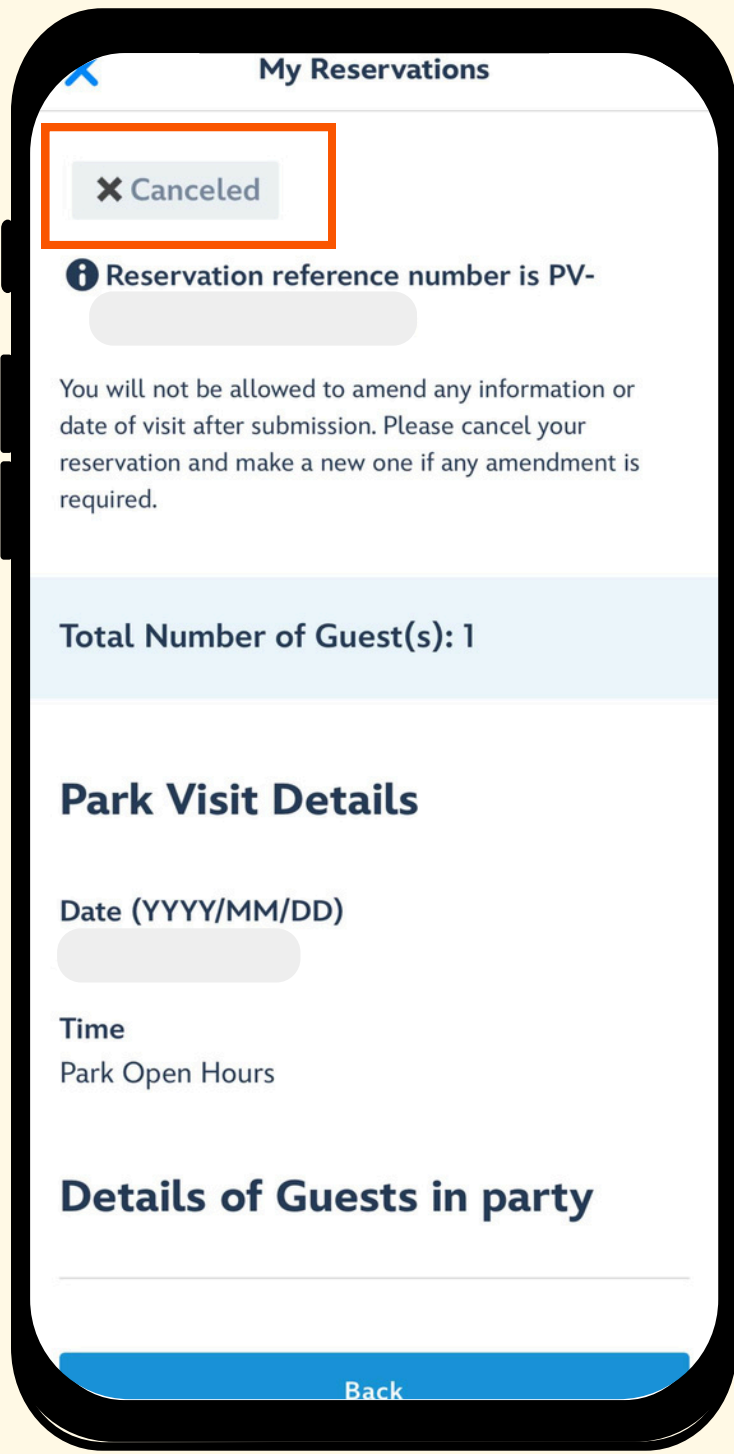 My Reservations
Canceled
Reservation reference number is PV-
You will not be allowed to amend any information or
date of visit after submission. Please cancel your
reservation and make a new one if any amendment is
required.
Total Number of Guest(s): 1
Park Visit Details
Date (YYYY/MM/DD)
Time
Park Open Hours
Details of Guests in party
Back